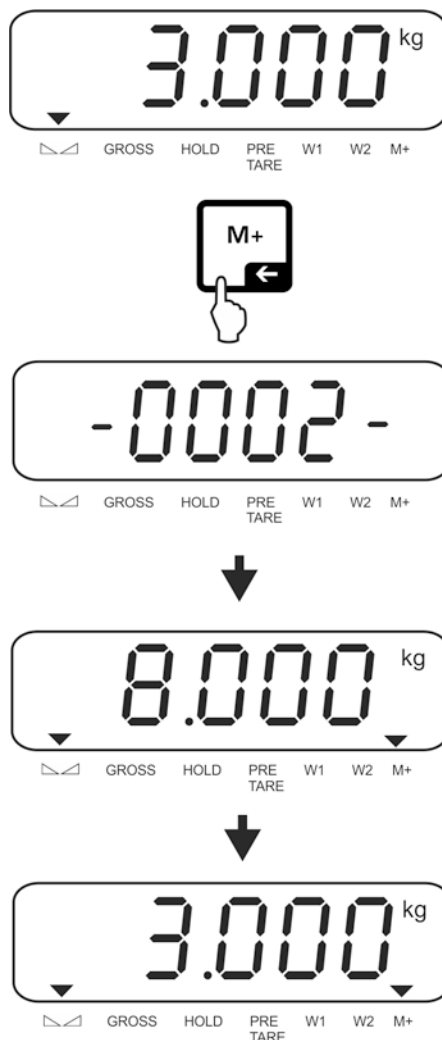 3.000 kg
GROSS HOLD PRE TARE W1 W2 M+
M+
-0002-
GROSS HOLD PRE TARE W1 W2 M+
8.000 kg
GROSS HOLD PRE TARE W1 W2 M+
3.000 kg
GROSS HOLD PRE TARE W1 W2 M+